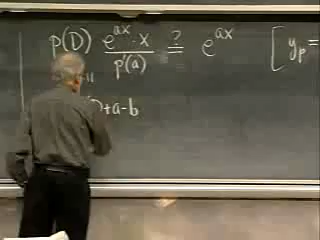 p(D) e^{ax}·x / p(a) ?= e^{ax} [ y_p =
D+a-b